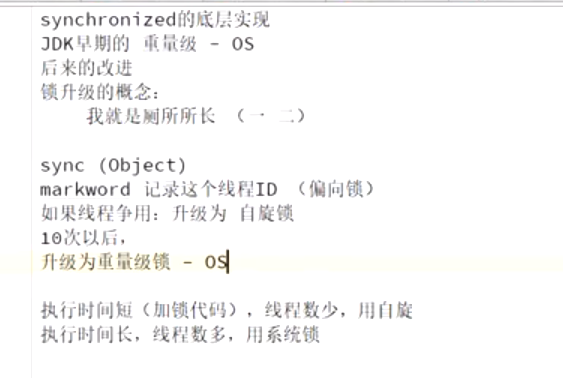 synchronized的底层实现
JDK早期的 重量级 - OS
后来的改进
锁升级的概念：
我就是厕所所长 （一 二）
sync (Object)
markword 记录这个线程ID （偏向锁）
如果线程争用：升级为 自旋锁
10次以后，
升级为重量级锁 - OS
执行时间短（加锁代码），线程数少，用自旋
执行时间长，线程数多，用系统锁